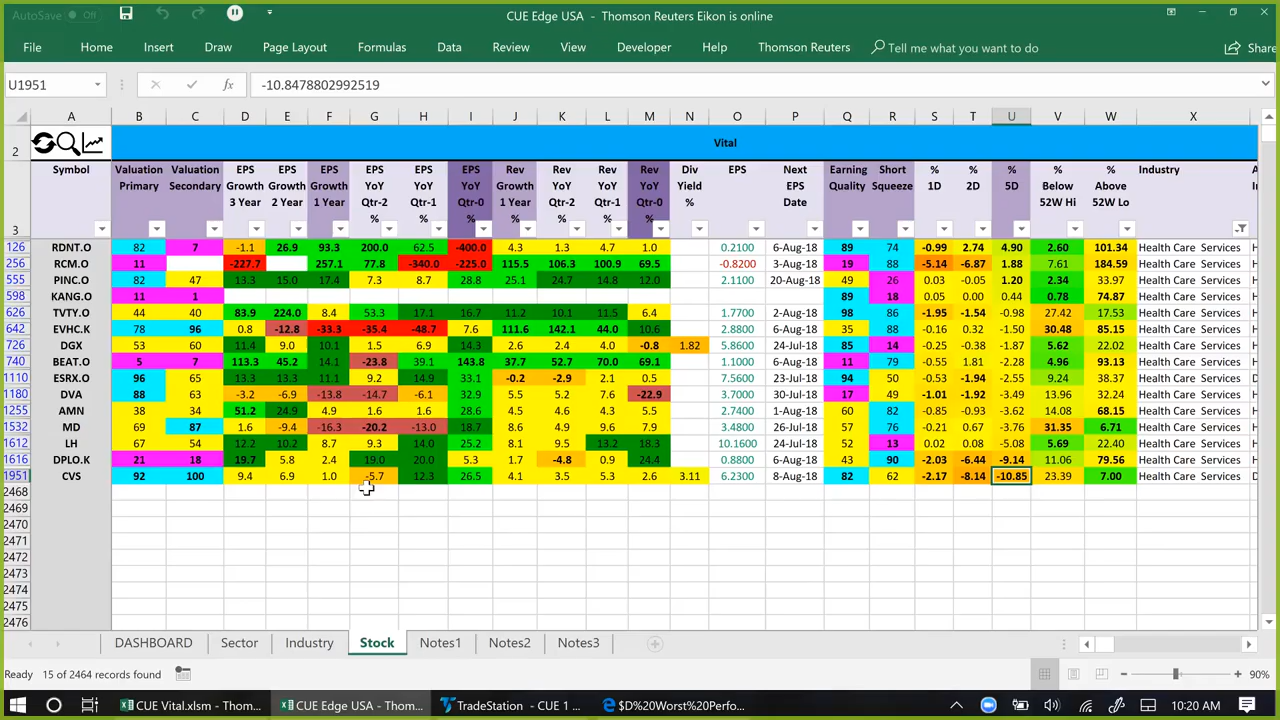 AutoSave Off
CUE Edge USA - Thomson Reuters Eikon is online
File Home Insert Draw Page Layout Formulas Data Review View Developer Help Thomson Reuters Tell me what you want to do Share
U1951 fx -10.8478802992519
A B C D E F G H I J K L M N O P Q R S T U V W X
2 Vital
Symbol Valuation Primary Valuation Secondary EPS Growth 3 Year EPS Growth 2 Year EPS Growth 1 Year EPS YoY Qtr-2 % EPS YoY Qtr-1 % EPS YoY Qtr-0 % Rev Growth 1 Year Rev YoY Qtr-2 % Rev YoY Qtr-1 % Rev YoY Qtr-0 % Div Yield % EPS Next EPS Date Earning Quality Short Squeeze % 1D % 2D % 5D % Below 52W Hi % Above 52W Lo Industry
3
126 RDNT.O 82 7 -1.1 26.9 93.3 200.0 62.5 -400.0 4.3 1.3 4.7 1.0 0.2100 6-Aug-18 89 74 -0.99 2.74 4.90 2.60 101.34 Health Care Services H
256 RCM.O 11 -227.7 257.1 77.8 -340.0 -225.0 115.5 106.3 100.9 69.5 -0.8200 3-Aug-18 19 88 -5.14 -6.87 1.88 7.61 184.59 Health Care Services H
555 PINC.O 82 47 13.3 15.0 17.4 7.3 8.7 28.8 25.1 24.7 14.8 12.0 2.1100 20-Aug-18 49 26 0.03 -0.05 1.20 2.34 33.97 Health Care Services H
598 KANG.O 11 1 89 18 0.05 0.00 0.44 0.78 74.87 Health Care Services H
626 TVTY.O 44 40 83.9 224.0 8.4 53.3 17.1 16.7 11.2 10.1 11.5 6.4 1.7700 2-Aug-18 98 86 -1.95 -1.54 -0.98 27.42 17.53 Health Care Services H
642 EVHC.K 78 96 0.8 -12.8 -33.3 -35.4 -48.7 7.6 111.6 142.1 44.0 10.6 2.8800 6-Aug-18 35 88 -0.16 0.32 -1.50 30.48 85.15 Health Care Services H
726 DGX 53 60 11.4 9.0 10.1 1.5 6.9 14.3 2.6 2.4 4.0 -0.8 1.82 5.8600 24-Jul-18 85 14 -0.25 -0.38 -1.87 5.62 22.02 Health Care Services H
740 BEAT.O 5 7 113.3 45.2 14.1 -23.8 39.1 143.8 37.7 52.7 70.0 69.1 1.1000 6-Aug-18 11 79 -0.55 1.81 -2.28 4.96 93.13 Health Care Services H
1110 ESRX.O 96 65 13.3 13.3 11.1 9.2 14.9 33.1 -0.2 -2.9 2.1 0.5 7.5600 23-Jul-18 94 50 -0.53 -1.94 -2.55 9.24 38.37 Health Care Services D
1180 DVA 88 63 -3.2 -6.9 -13.8 -14.7 -6.1 32.9 5.5 5.2 7.6 -22.9 3.7000 30-Jul-18 17 49 -1.01 -1.92 -3.49 13.96 32.24 Health Care Services H
1255 AMN 38 34 51.2 24.9 4.9 1.6 1.6 28.6 4.5 4.6 4.3 5.5 2.7400 1-Aug-18 60 82 -0.85 -0.93 -3.62 14.08 68.15 Health Care Services H
1532 MD 69 87 1.6 -9.4 -16.3 -20.2 -13.0 18.7 8.6 9.2 6.3 7.6 3.4800 26-Jul-18 57 76 -0.21 0.67 -3.76 31.35 6.71 Health Care Services H
1612 LH 67 54 12.2 10.2 8.7 9.3 14.0 25.2 8.1 9.5 13.2 18.3 10.1600 24-Jul-18 52 13 0.02 0.08 -5.08 5.69 22.40 Health Care Services H
1616 DPLO.K 21 18 19.7 5.8 2.4 19.0 20.0 5.3 1.7 -4.8 0.9 24.4 0.8800 6-Aug-18 43 90 -2.03 -6.44 -9.14 11.06 79.56 Health Care Services H
1951 CVS 92 100 9.4 6.9 1.0 -5.7 12.3 26.5 4.1 3.5 5.3 2.6 3.11 6.2300 8-Aug-18 82 62 -2.17 -8.14 -10.85 23.39 7.00 Health Care Services D
2468
2469
2470
2471
2472
2473
2474
2475
2476
DASHBOARD Sector Industry Stock Notes1 Notes2 Notes3
Ready 15 of 2464 records found 90%
CUE Vital.xlsm - Thom... CUE Edge USA - Thom... TradeStation - CUE 1 ... $D%20Worst%20Perfo... 10:20 AM